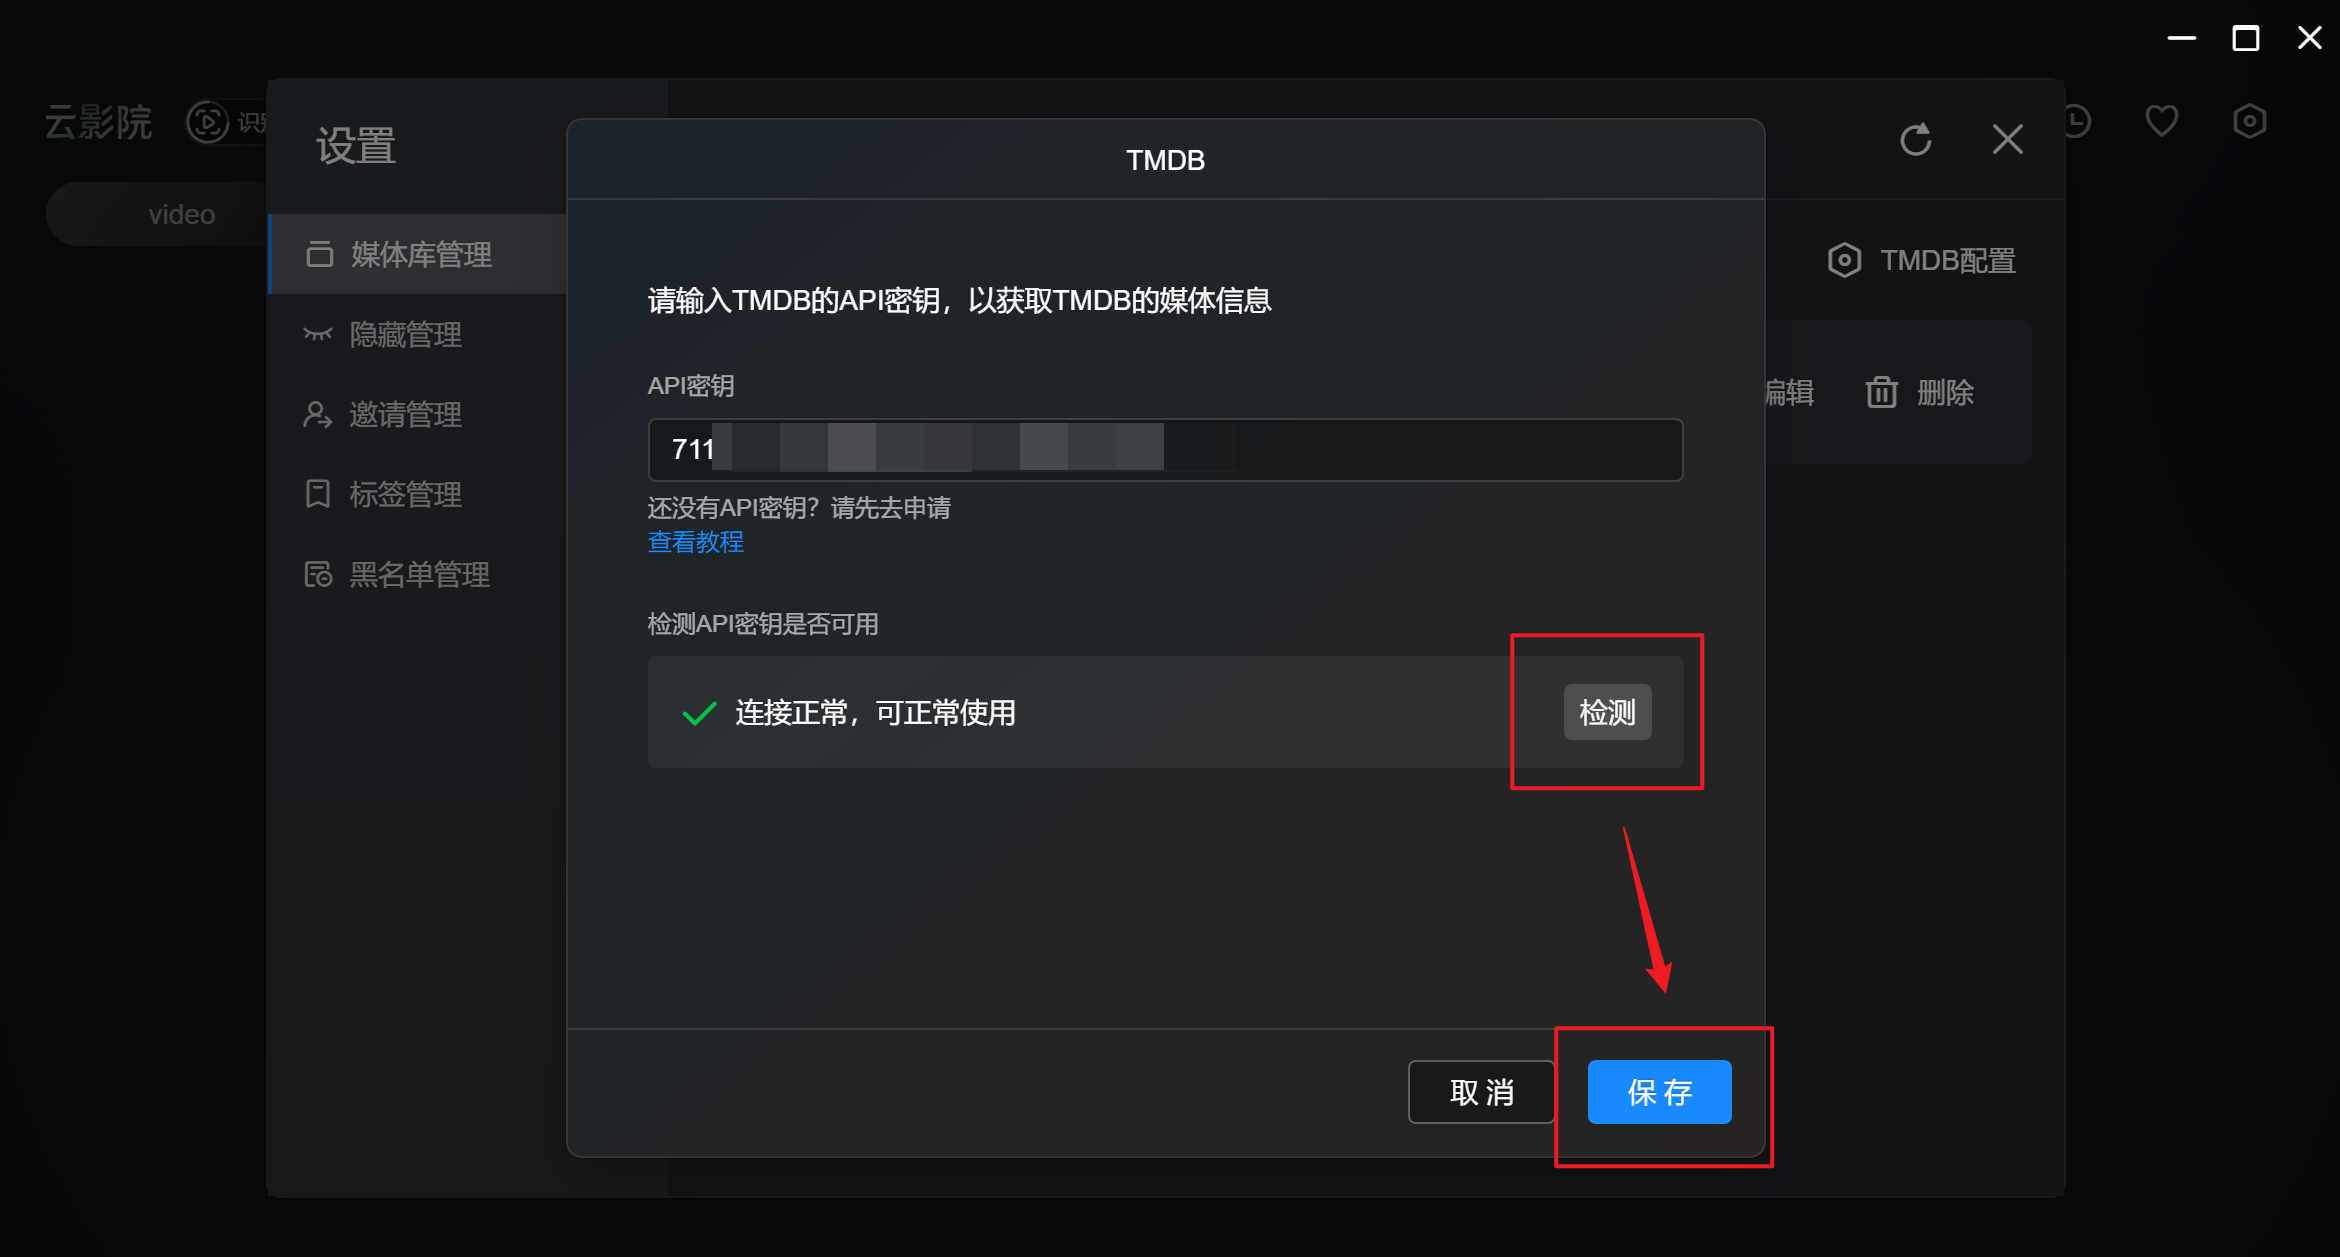 云影院
识别
设置
TMDB
video
媒体库管理
TMDB配置
隐藏管理
请输入TMDB的API密钥，以获取TMDB的媒体信息
API密钥
编辑
删除
邀请管理
711
标签管理
还没有API密钥？请先去申请
查看教程
黑名单管理
检测API密钥是否可用
连接正常，可正常使用
检测
取 消
保 存